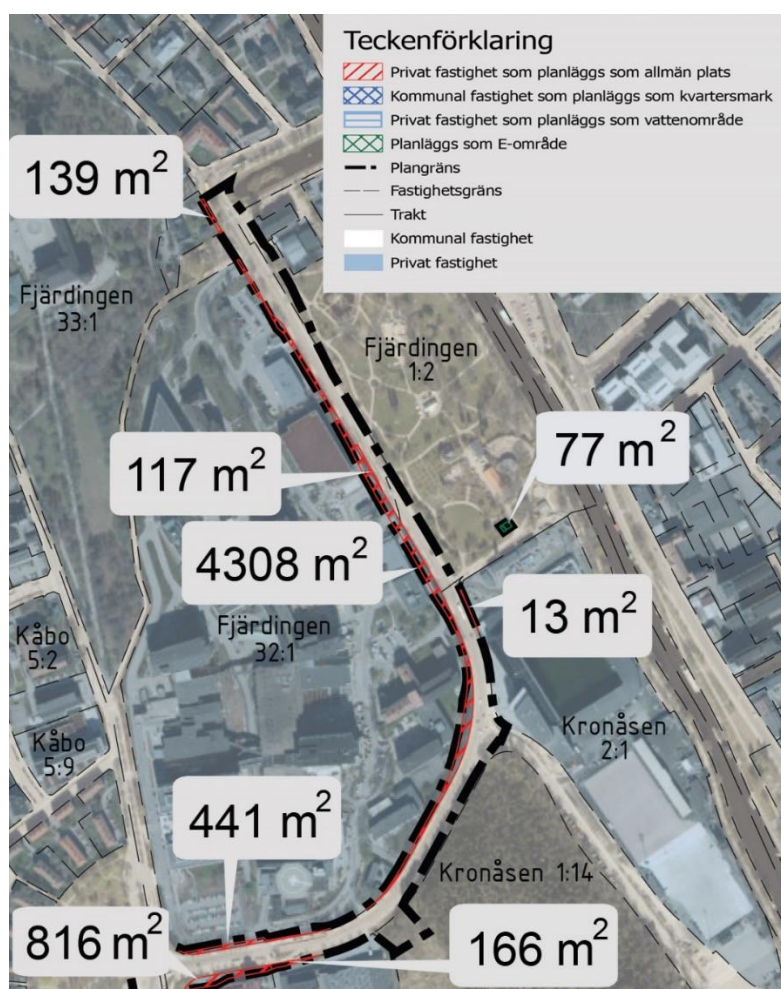 Teckenförklaring
Privat fastighet som planläggs som allmän plats
Kommunal fastighet som planläggs som kvartersmark
Privat fastighet som planläggs som vattenområde
Planläggs som E-område
Plangräns
Fastighetsgräns
Trakt
Kommunal fastighet
Privat fastighet
139 m²
Fjärdingen
33:1
Fjärdingen
1:2
77 m²
117 m²
4308 m²
13 m²
Fjärdingen
32:1
Kåbo
5:2
Kåbo
5:9
Kronåsen
2:1
441 m²
Kronåsen 1:14
816 m²
166 m²